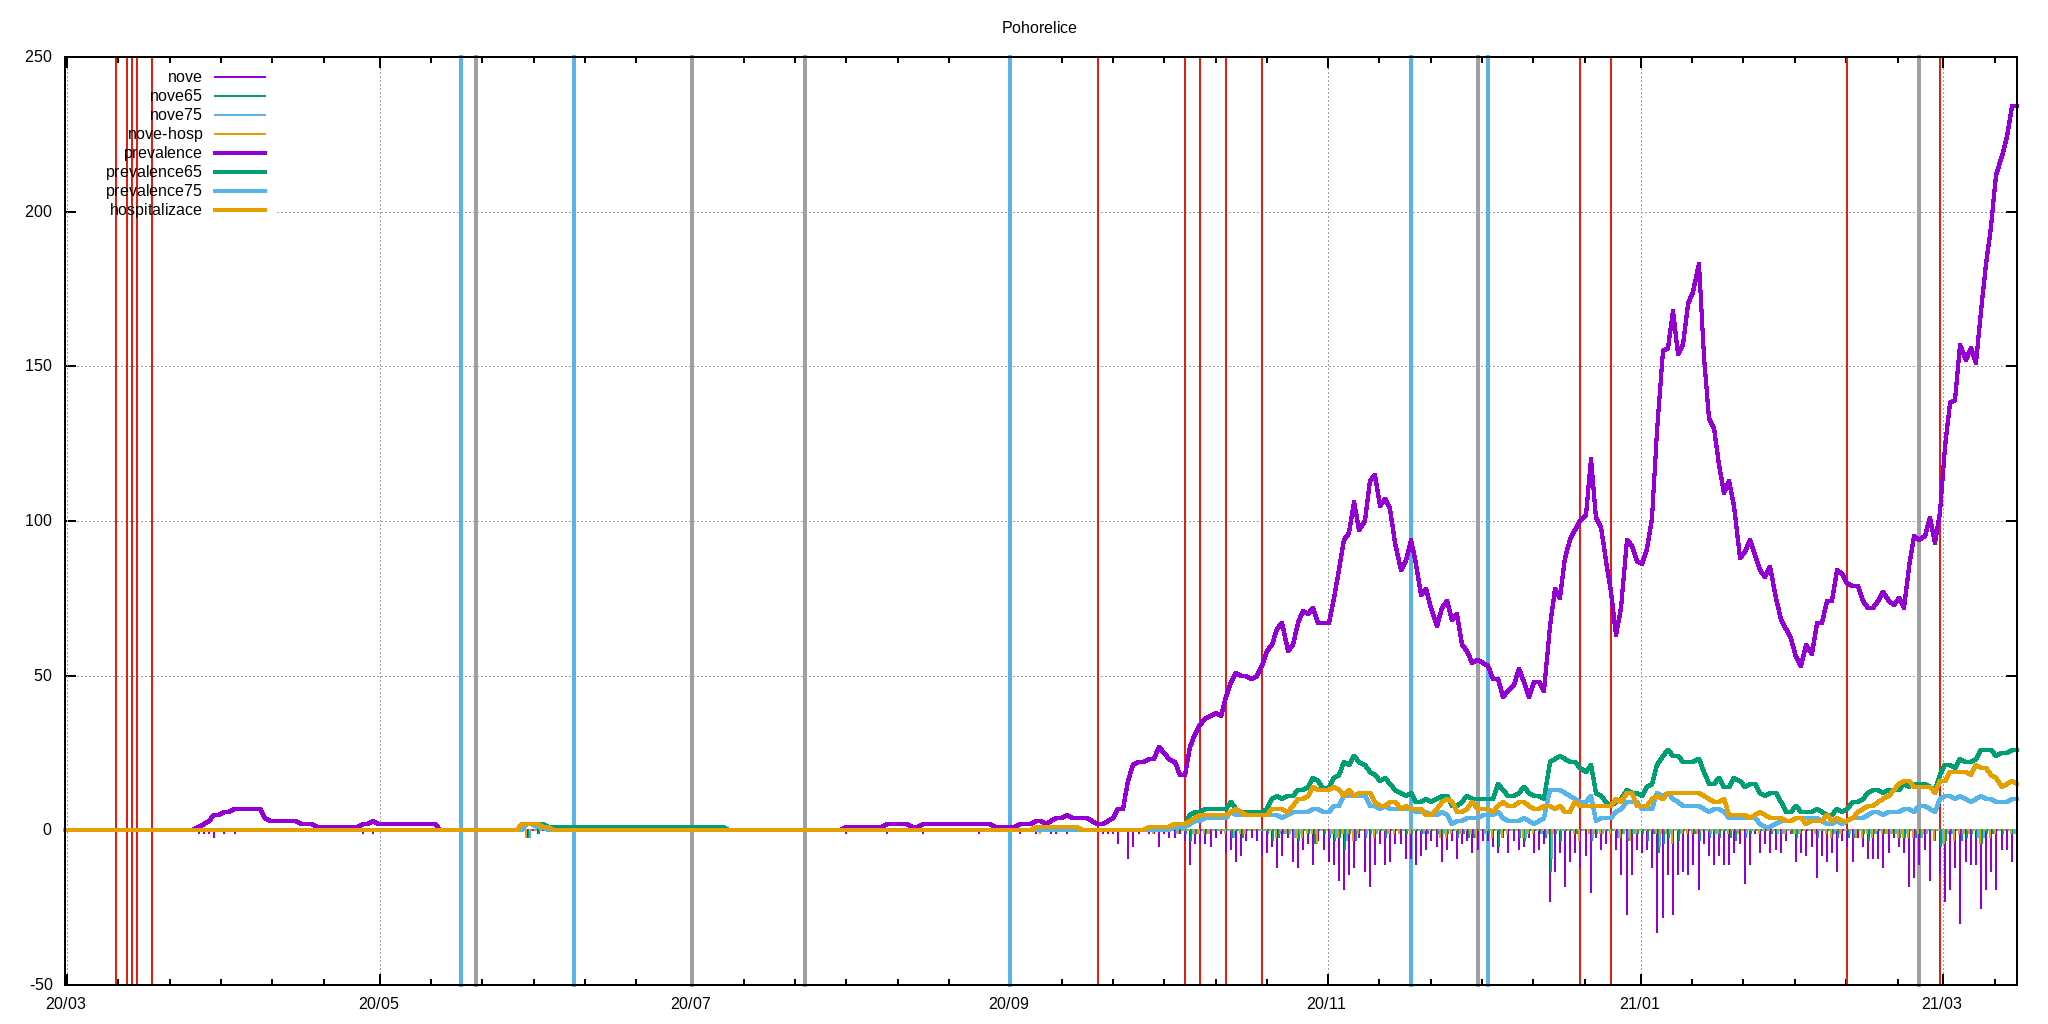 Pohorelice
250
200
150
100
50
0
-50
nove
nove65
nove75
nove-hosp
prevalence
prevalence65
prevalence75
hospitalizace
20/03 20/05 20/07 20/09 20/11 21/01 21/03